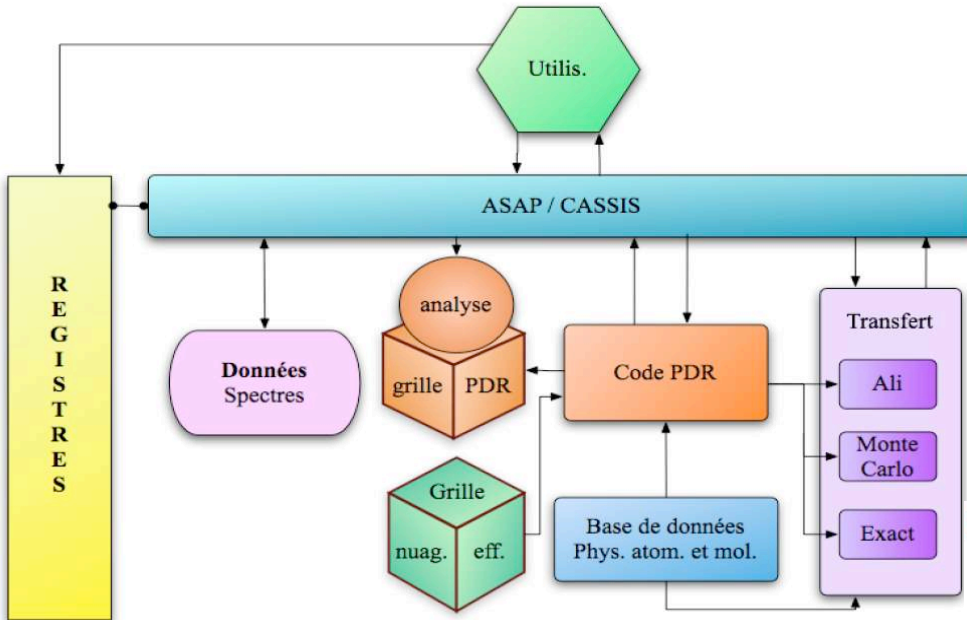 Utilis.
ASAP / CASSIS
REGISTRES
Données
Spectres
analyse
grille
PDR
Code PDR
Transfert
Ali
Monte
Carlo
Exact
Grille
nuag.
eff.
Base de données
Phys. atom. et mol.